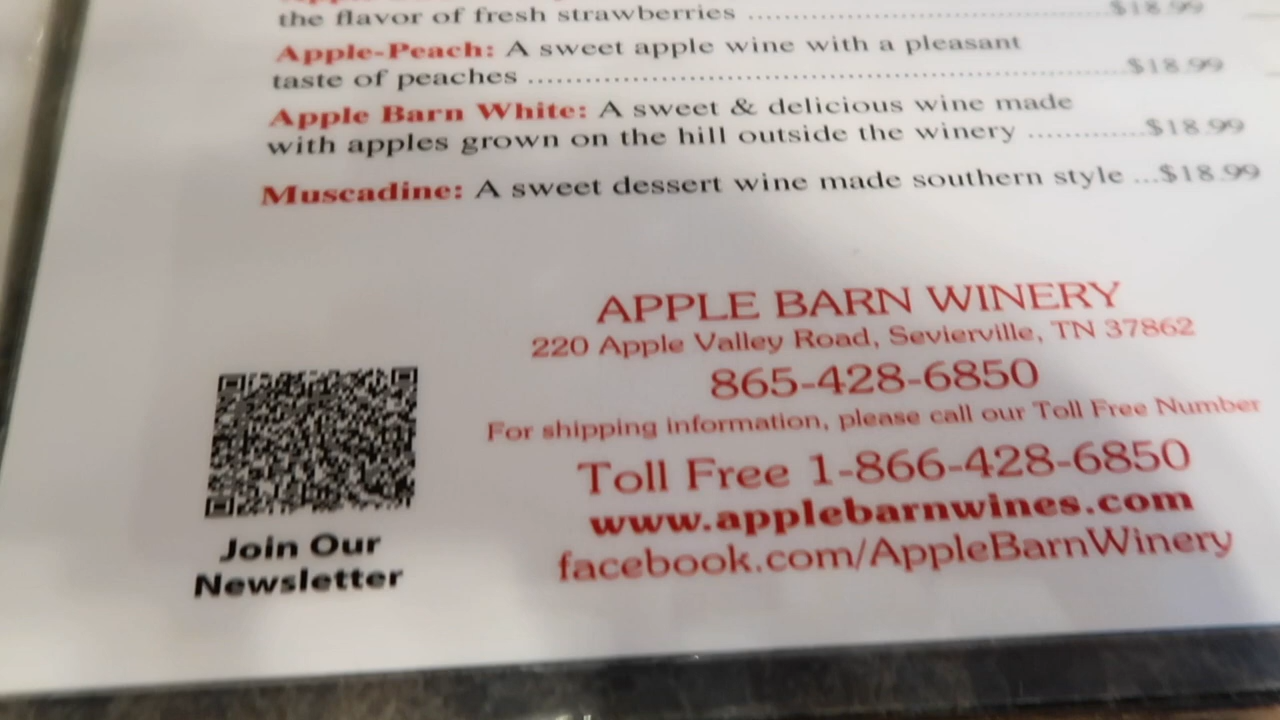 the flavor of fresh strawberries ........................................................$18.99
Apple-Peach: A sweet apple wine with a pleasant
taste of peaches ...............................................................................$18.99
Apple Barn White: A sweet & delicious wine made
with apples grown on the hill outside the winery ...............$18.99
Muscadine: A sweet dessert wine made southern style ...$18.99
APPLE BARN WINERY
220 Apple Valley Road, Sevierville, TN 37862
865-428-6850
For shipping information, please call our Toll Free Number
Toll Free 1-866-428-6850
www.applebarnwines.com
facebook.com/AppleBarnWinery
Join Our
Newsletter